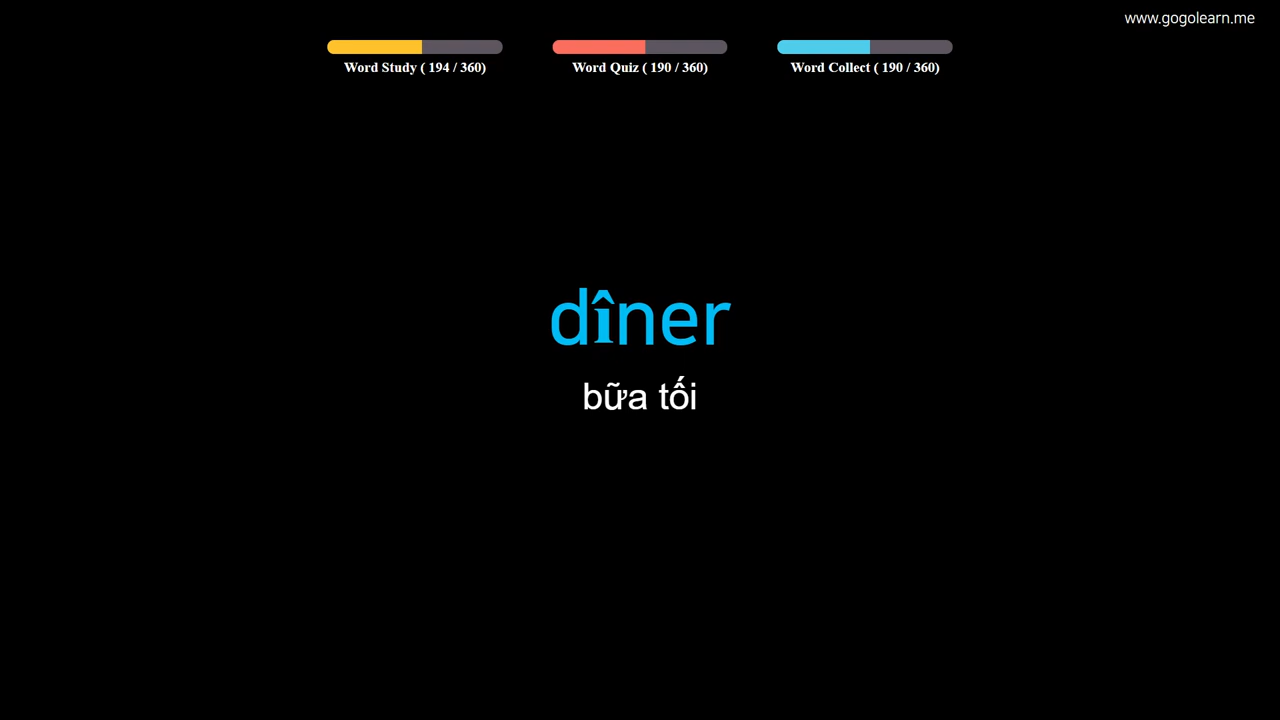 www.gogolearn.me
Word Study ( 194 / 360)
Word Quiz ( 190 / 360)
Word Collect ( 190 / 360)
dîner
bữa tối